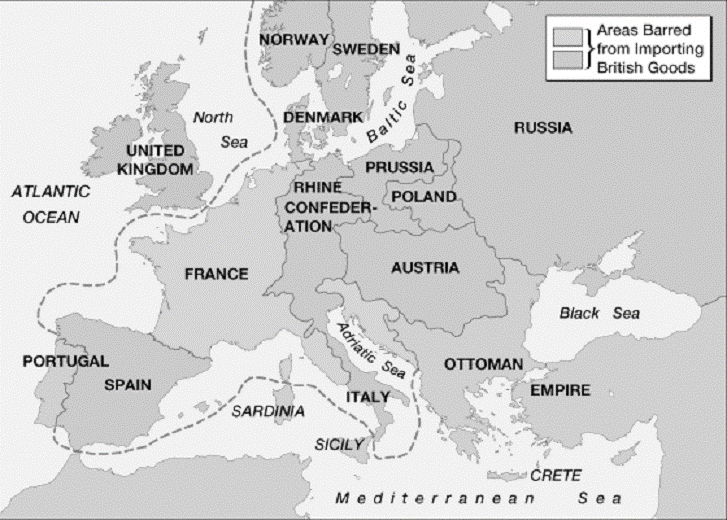 Areas Barred
from Importing
British Goods
NORWAY
SWEDEN
Baltic Sea
North
Sea
DENMARK
RUSSIA
UNITED
KINGDOM
PRUSSIA
RHINE
CONFEDER-
ATION
POLAND
ATLANTIC
OCEAN
FRANCE
AUSTRIA
Black Sea
Adriatic Sea
PORTUGAL
SPAIN
OTTOMAN
EMPIRE
ITALY
SARDINIA
SICILY
CRETE
Mediterranean Sea